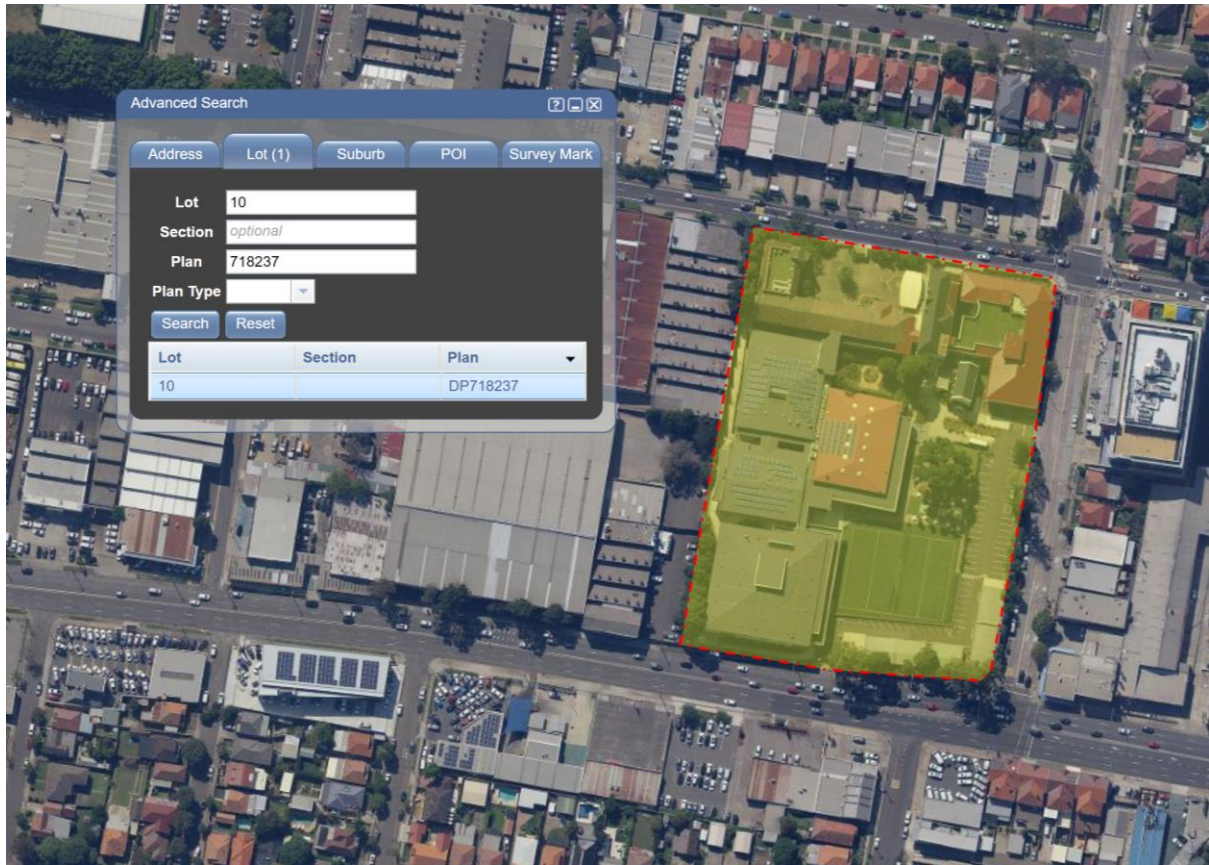 Advanced Search
Address Lot (1) Suburb POI Survey Mark
Lot 10
Section optional
Plan 718237
Plan Type
Search Reset
Lot Section Plan
10 DP718237